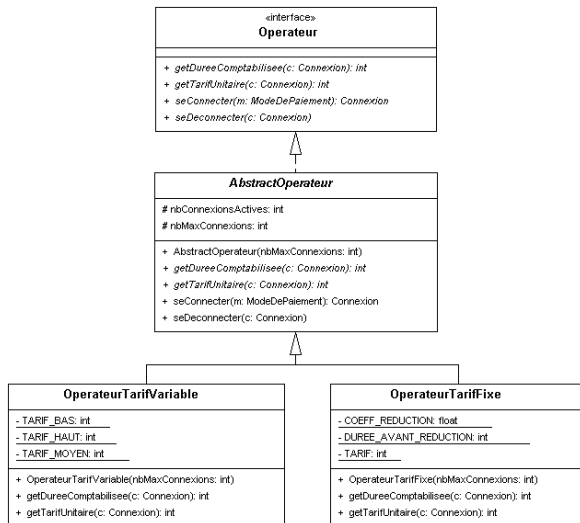 «interface»
Operateur
+ getDureeComptabilisee(c: Connexion): int
+ getTarifUnitaire(c: Connexion): int
+ seConnecter(m: ModeDePaiement): Connexion
+ seDeconnecter(c: Connexion)
AbstractOperateur
# nbConnexionsActives: int
# nbMaxConnexions: int
+ AbstractOperateur(nbMaxConnexions: int)
+ getDureeComptabilisee(c: Connexion): int
+ getTarifUnitaire(c: Connexion): int
+ seConnecter(m: ModeDePaiement): Connexion
+ seDeconnecter(c: Connexion)
OperateurTarifVariable
- TARIF_BAS: int
- TARIF_HAUT: int
- TARIF_MOYEN: int
+ OperateurTarifVariable(nbMaxConnexions: int)
+ getDureeComptabilisee(c: Connexion): int
+ getTarifUnitaire(c: Connexion): int
OperateurTarifFixe
- COEFF_REDUCTION: float
- DUREE_AVANT_REDUCTION: int
- TARIF: int
+ OperateurTarifFixe(nbMaxConnexions: int)
+ getDureeComptabilisee(c: Connexion): int
+ getTarifUnitaire(c: Connexion): int